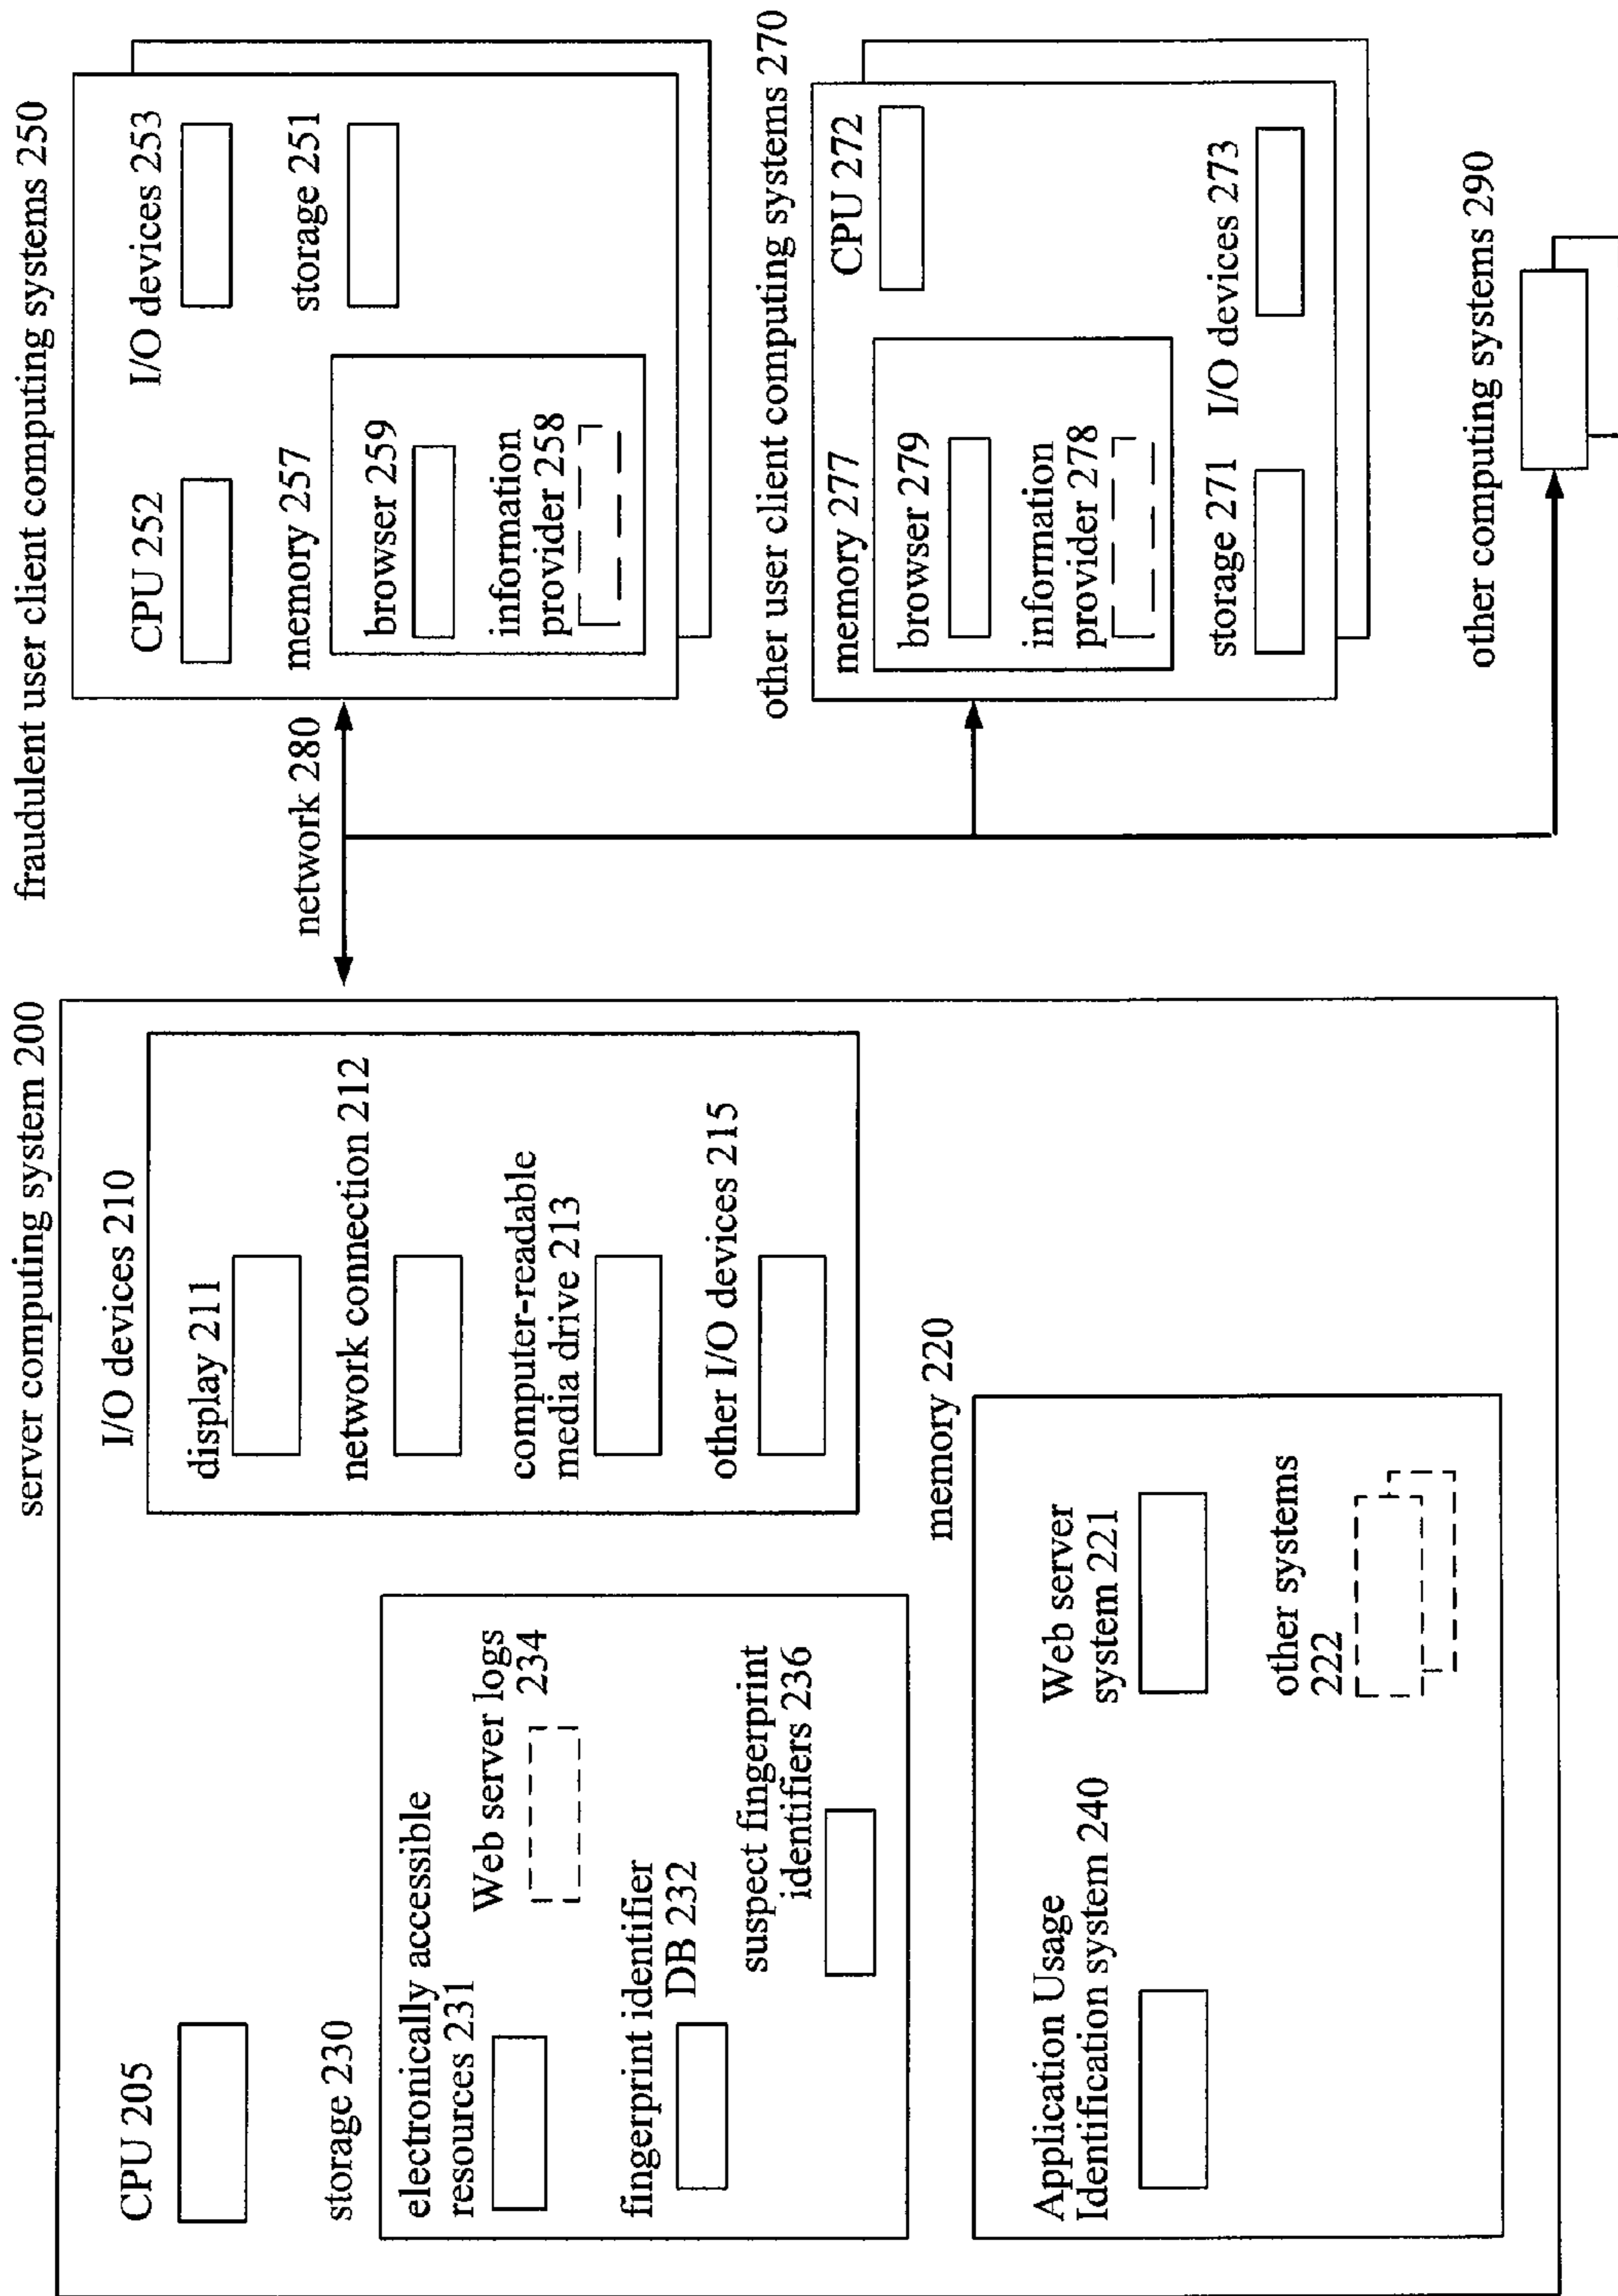 server computing system 200
CPU 205
I/O devices 210
display 211
network connection 212
computer-readable
media drive 213
other I/O devices 215
storage 230
electronically accessible
resources 231
Web server logs
234
fingerprint identifier
DB 232
suspect fingerprint
identifiers 236
memory 220
Application Usage
Identification system 240
Web server
system 221
other systems
222
network 280
fraudulent user client computing systems 250
CPU 252
I/O devices 253
memory 257
storage 251
browser 259
information
provider 258
other user client computing systems 270
memory 277
CPU 272
browser 279
information
provider 278
storage 271
I/O devices 273
other computing systems 290